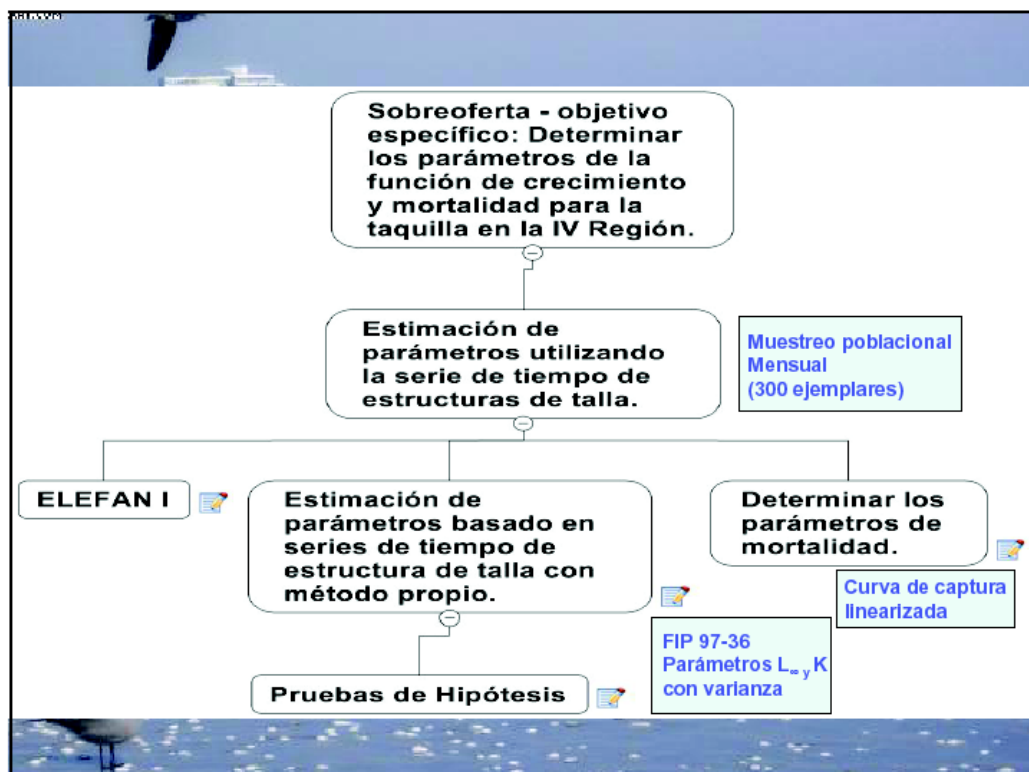 Sobreoferta - objetivo
específico: Determinar
los parámetros de la
función de crecimiento
y mortalidad para la
taquilla en la IV Región.
Estimación de
parámetros utilizando
la serie de tiempo de
estructuras de talla.
Muestreo poblacional
Mensual
(300 ejemplares)
ELEFAN I
Estimación de
parámetros basado en
series de tiempo de
estructura de talla con
método propio.
Determinar los
parámetros de
mortalidad.
Curva de captura
linearizada
FIP 97-36
Parámetros L∞ y K
con varianza
Pruebas de Hipótesis